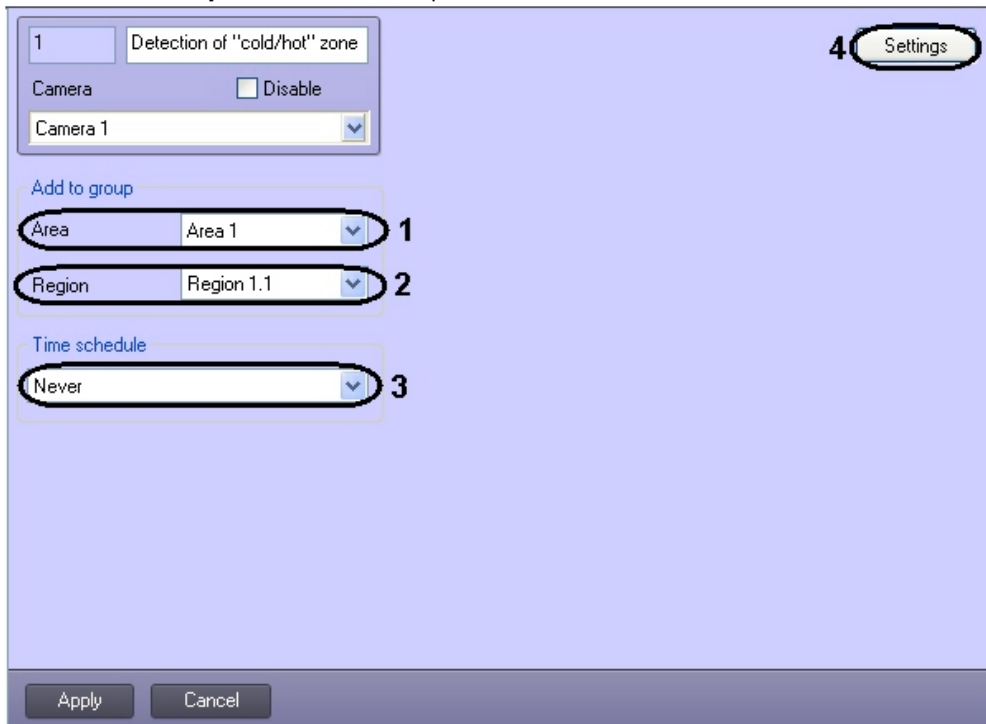 1 Detection of "cold/hot" zone
4 Settings
Camera Disable
Camera 1
Add to group
Area Area 1 1
Region Region 1.1 2
Time schedule
Never 3
Apply Cancel